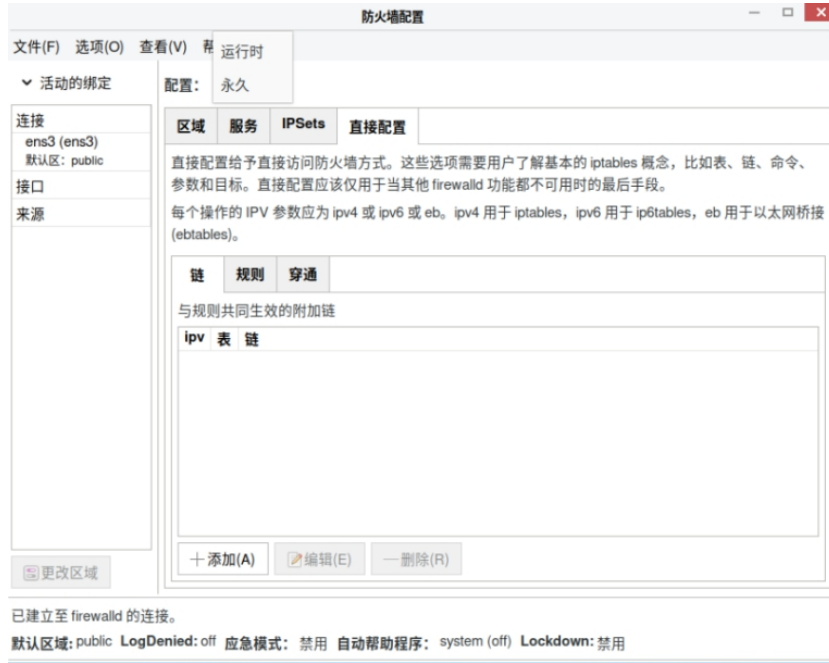 防火墙配置
文件(F) 选项(O) 查看(V)
运行时
永久
活动的绑定
配置：
连接
ens3 (ens3)
默认区：public
接口
来源
区域 服务 IPSets 直接配置
直接配置给予直接访问防火墙方式。这些选项需要用户了解基本的 iptables 概念，比如表、链、命令、
参数和目标。直接配置应该仅用于当其他 firewalld 功能都不可用时的最后手段。
每个操作的 IPV 参数应为 ipv4 或 ipv6 或 eb。ipv4 用于 iptables，ipv6 用于 ip6tables，eb 用于以太网桥接
(ebtables)。
链 规则 穿通
与规则共同生效的附加链
ipv 表 链
添加(A) 编辑(E) 删除(R)
更改区域
已建立至 firewalld 的连接。
默认区域: public LogDenied: off 应急模式： 禁用 自动帮助程序： system (off) Lockdown: 禁用